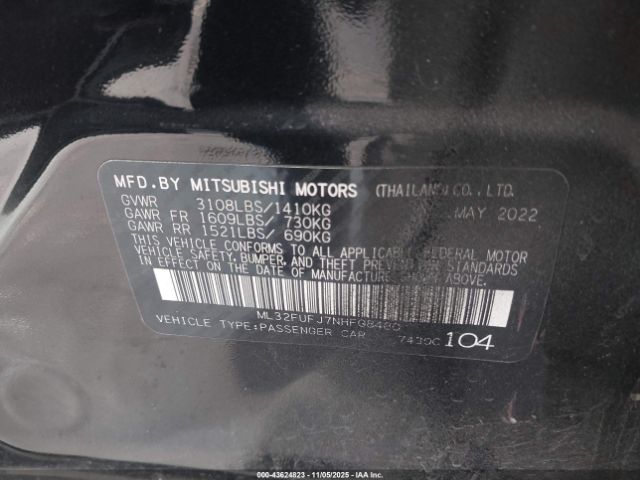 MFD.BY MITSUBISHI MOTORS (THAILAND) CO., LTD.
GVWR 3108LBS/1410KG MAY 2022
GAWR FR 1609LBS/ 730KG
GAWR RR 1521LBS/ 690KG
THIS VEHICLE CONFORMS TO ALL APPLICABLE FEDERAL MOTOR
VEHICLE SAFETY, BUMPER, AND THEFT PREVENTION STANDARDS
IN EFFECT ON THE DATE OF MANUFACTURE SHOWN ABOVE.
ML32FUFJ7NHF08480
VEHICLE TYPE:PASSENGER CAR 7430C 104
000-43624823 - 11/05/2025 - IAA Inc.